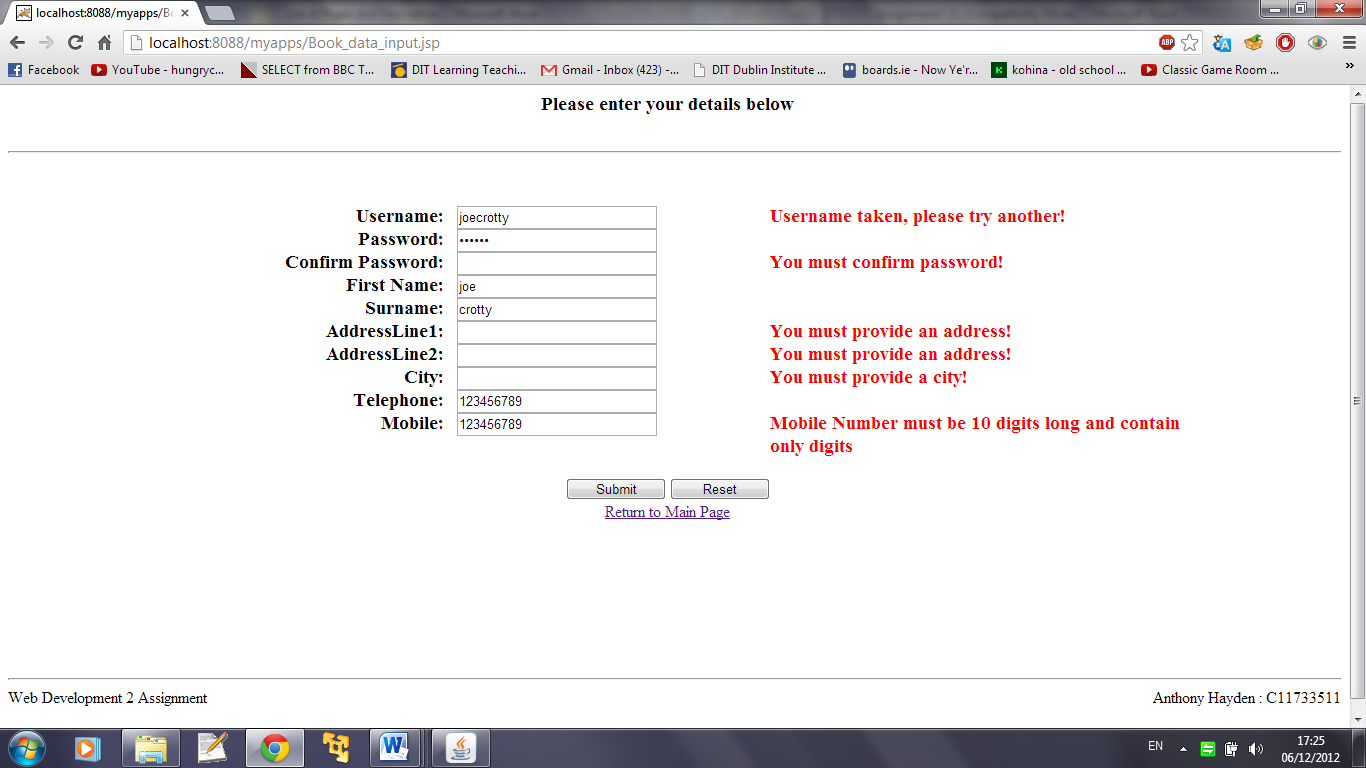 localhost:8088/myapps/Bo
localhost:8088/myapps/Book_data_input.jsp
ABP
Facebook
YouTube - hungryc...
SELECT from BBC T...
DIT Learning Teachi...
Gmail - Inbox (423) -...
DIT Dublin Institute ...
boards.ie - Now Ye'r...
kohina - old school ...
Classic Game Room ...
Please enter your details below
Username: joecrotty Username taken, please try another!
Password: ••••••
Confirm Password: You must confirm password!
First Name: joe
Surname: crotty
AddressLine1: You must provide an address!
AddressLine2: You must provide an address!
City: You must provide a city!
Telephone: 123456789
Mobile: 123456789 Mobile Number must be 10 digits long and contain
only digits
Submit Reset
Return to Main Page
Web Development 2 Assignment Anthony Hayden : C11733511
EN
17:25
06/12/2012